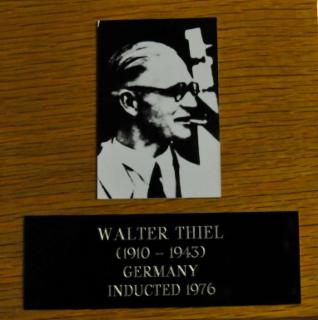 WALTER THIEL
(1910 - 1943)
GERMANY
INDUCTED 1976